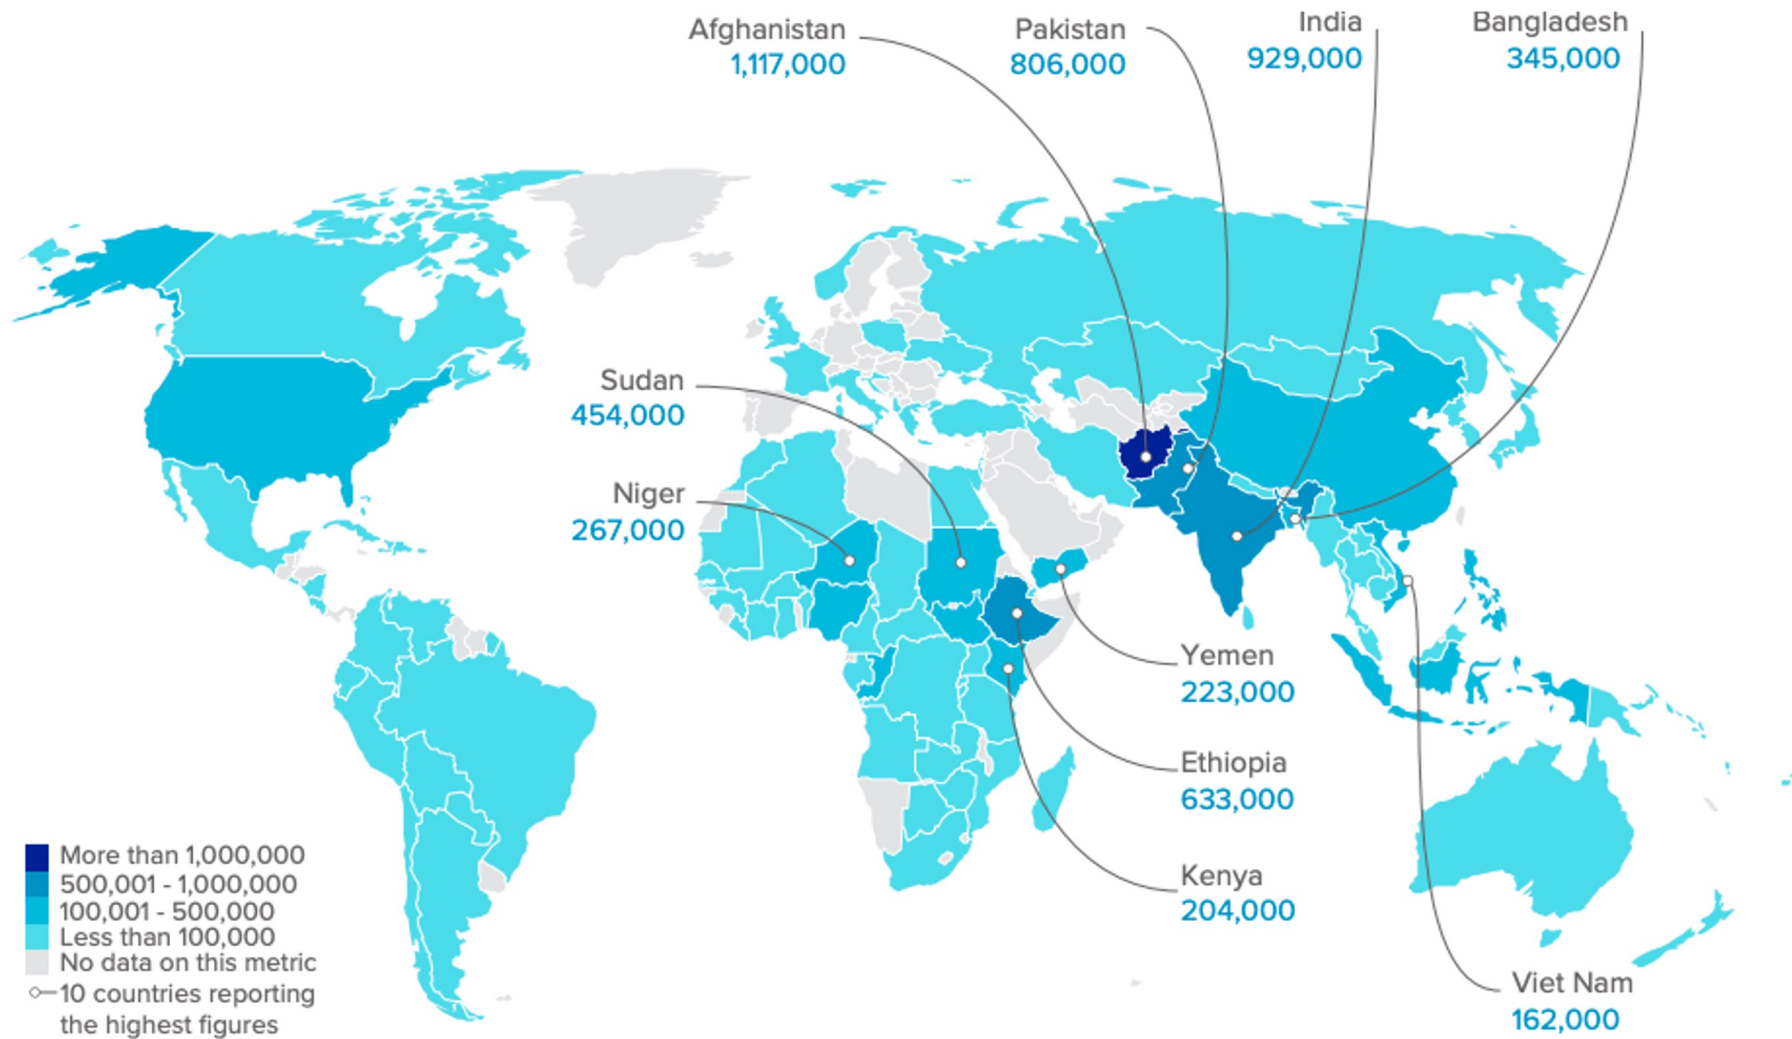 Afghanistan
1,117,000
Pakistan
806,000
India
929,000
Bangladesh
345,000
Sudan
454,000
Niger
267,000
Yemen
223,000
Ethiopia
633,000
Kenya
204,000
Viet Nam
162,000
More than 1,000,000
500,001 - 1,000,000
100,001 - 500,000
Less than 100,000
No data on this metric
10 countries reporting
the highest figures